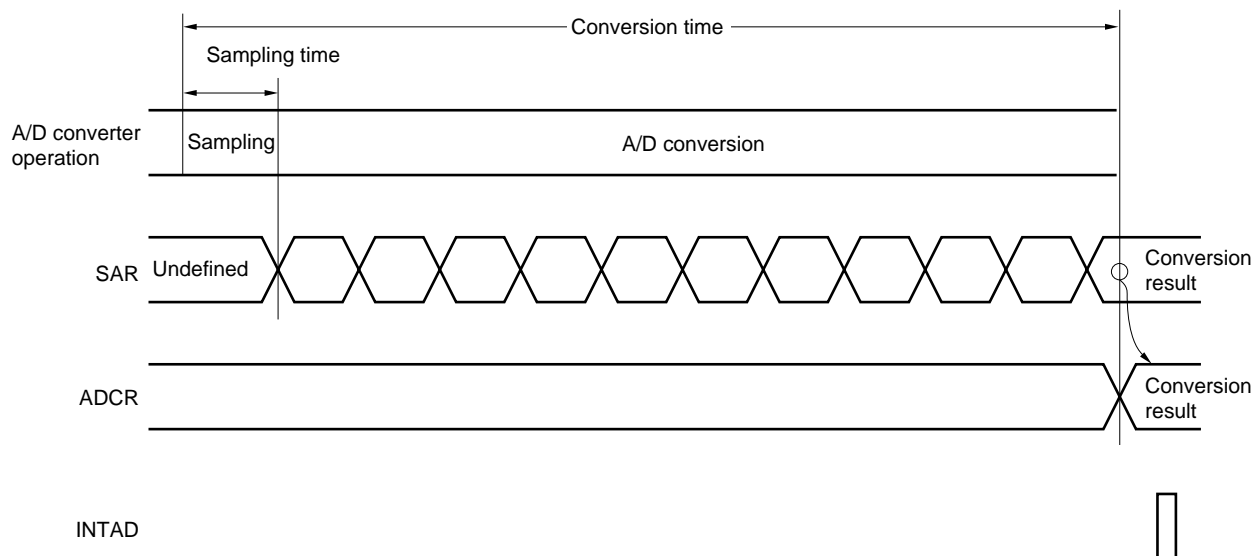 Conversion time
Sampling time
A/D converter
operation
Sampling
A/D conversion
SAR
Undefined
Conversion
result
ADCR
Conversion
result
INTAD